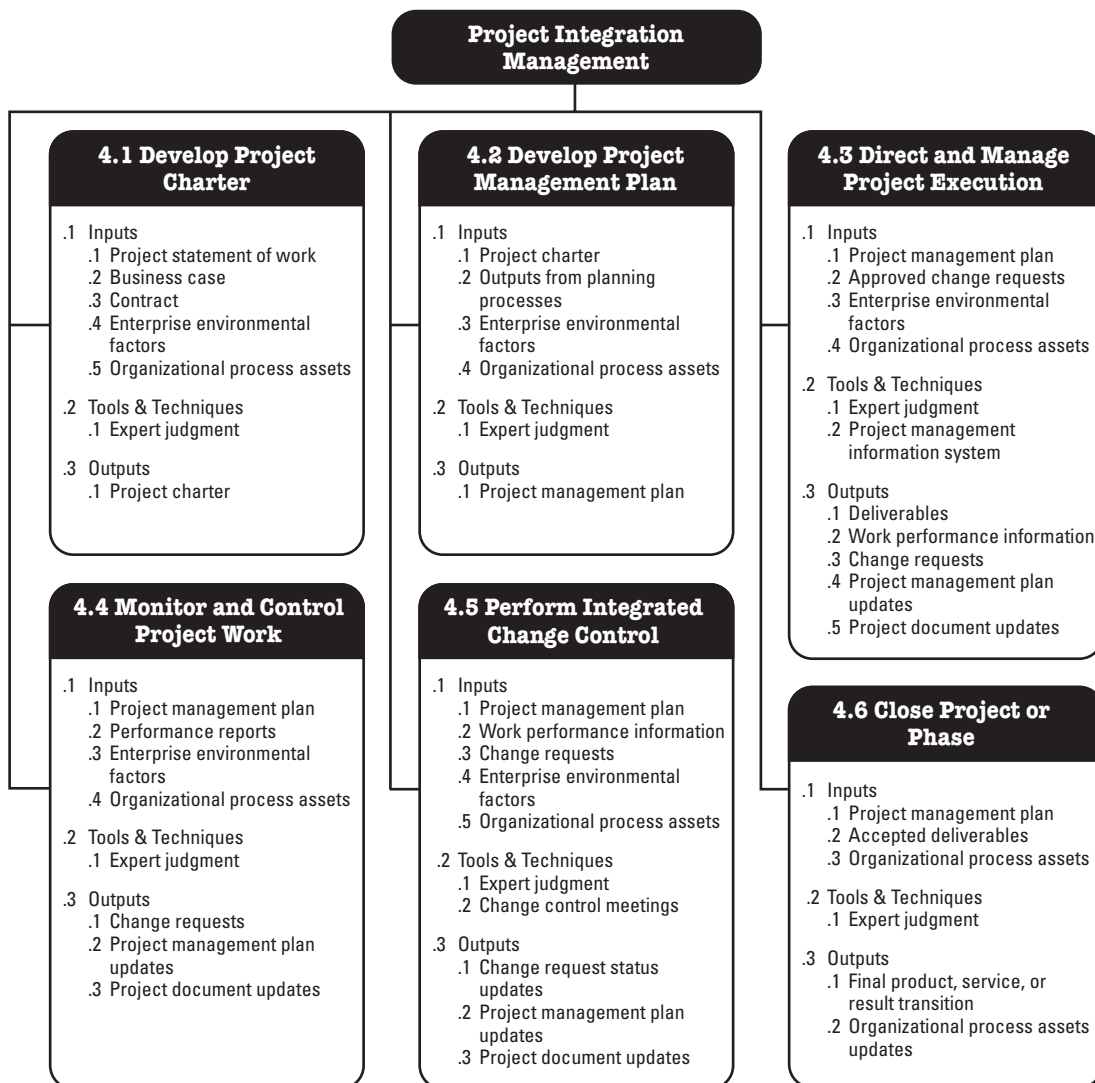 Project Integration
Management
4.1 Develop Project
Charter
.1 Inputs
.1 Project statement of work
.2 Business case
.3 Contract
.4 Enterprise environmental
factors
.5 Organizational process assets
.2 Tools & Techniques
.1 Expert judgment
.3 Outputs
.1 Project charter
4.2 Develop Project
Management Plan
.1 Inputs
.1 Project charter
.2 Outputs from planning
processes
.3 Enterprise environmental
factors
.4 Organizational process assets
.2 Tools & Techniques
.1 Expert judgment
.3 Outputs
.1 Project management plan
4.3 Direct and Manage
Project Execution
.1 Inputs
.1 Project management plan
.2 Approved change requests
.3 Enterprise environmental
factors
.4 Organizational process assets
.2 Tools & Techniques
.1 Expert judgment
.2 Project management
information system
.3 Outputs
.1 Deliverables
.2 Work performance information
.3 Change requests
.4 Project management plan
updates
.5 Project document updates
4.4 Monitor and Control
Project Work
.1 Inputs
.1 Project management plan
.2 Performance reports
.3 Enterprise environmental
factors
.4 Organizational process assets
.2 Tools & Techniques
.1 Expert judgment
.3 Outputs
.1 Change requests
.2 Project management plan
updates
.3 Project document updates
4.5 Perform Integrated
Change Control
.1 Inputs
.1 Project management plan
.2 Work performance information
.3 Change requests
.4 Enterprise environmental
factors
.5 Organizational process assets
.2 Tools & Techniques
.1 Expert judgment
.2 Change control meetings
.3 Outputs
.1 Change request status
updates
.2 Project management plan
updates
.3 Project document updates
4.6 Close Project or
Phase
.1 Inputs
.1 Project management plan
.2 Accepted deliverables
.3 Organizational process assets
.2 Tools & Techniques
.1 Expert judgment
.3 Outputs
.1 Final product, service, or
result transition
.2 Organizational process assets
updates